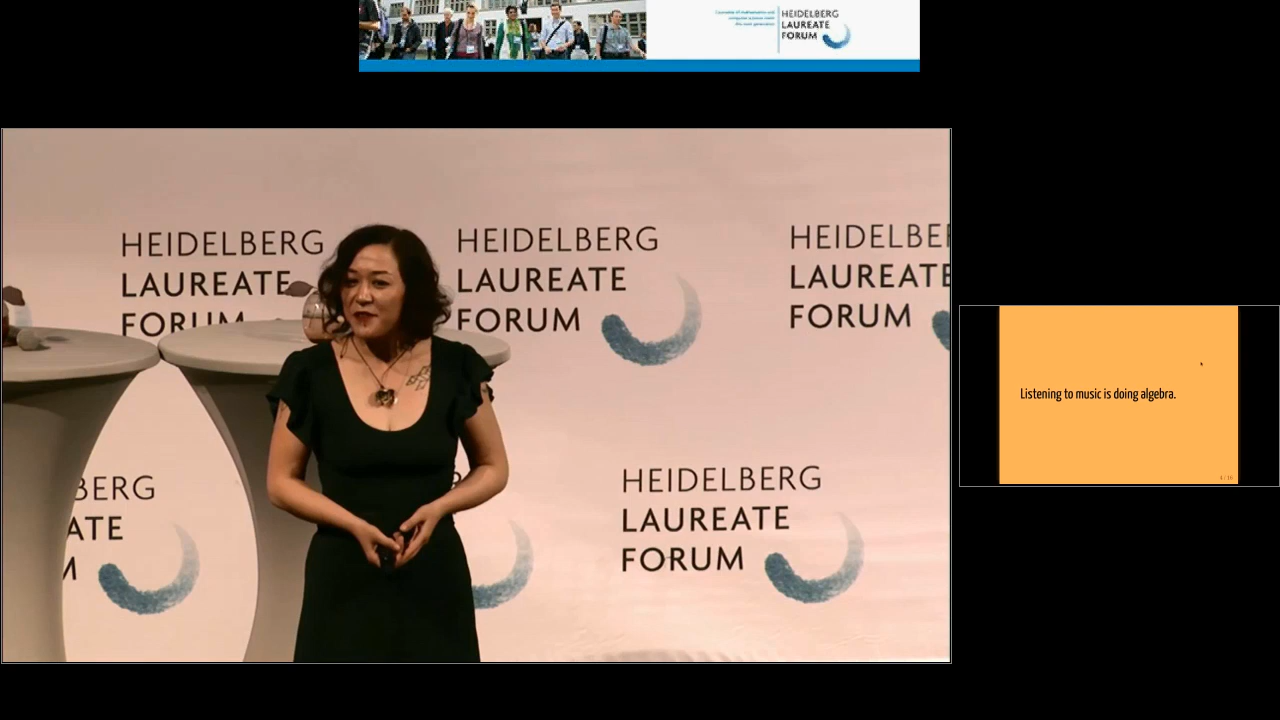 HEIDELBERG
LAUREATE
FORUM
HEIDELBERG
LAUREATE
FORUM
HEIDELBERG
LAUREATE
FORUM
HEIDELBE
LAUREATE
FORUM
Listening to music is doing algebra.
BERG
ATE
HEIDELBERG
LAUREATE
FORUM